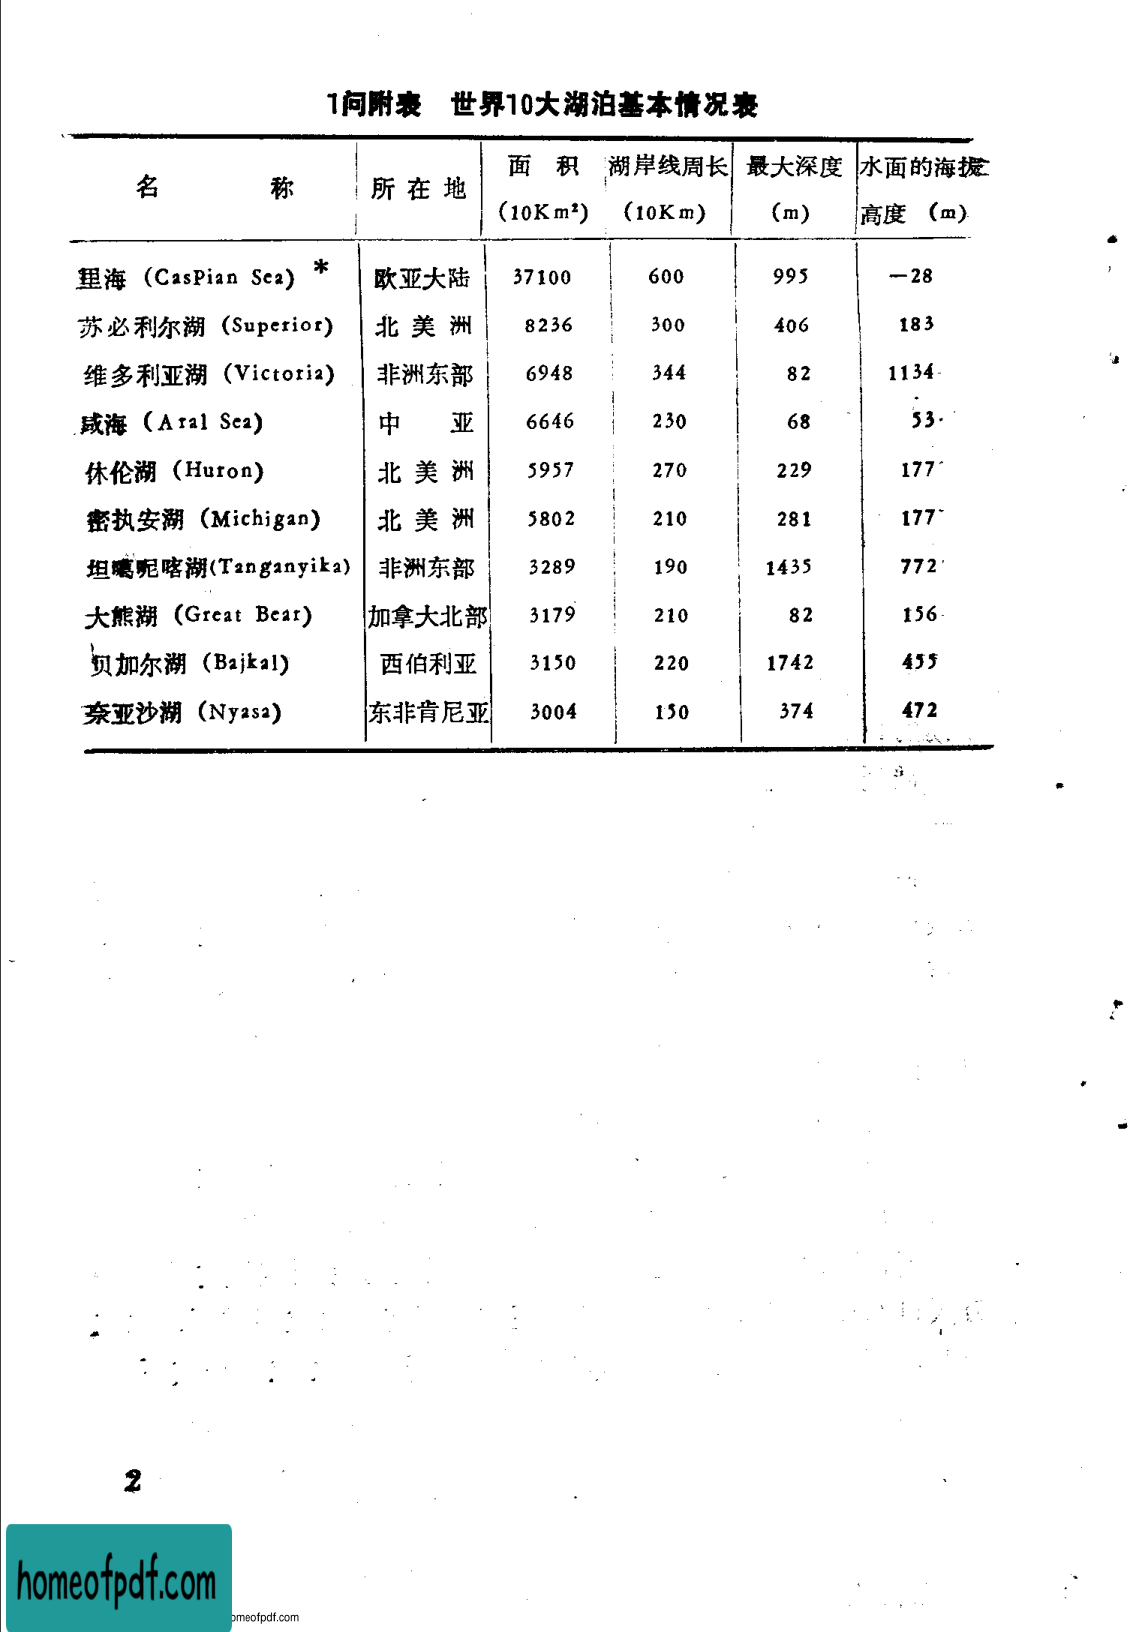 1问附表 世界10大湖泊基本情况表
名 称 所在地 面 积 湖岸线周长 最大深度 水面的海拔
(10Km²) (10Km) (m) 高度 (m)
里海 (CasPian Sea) * 欧亚大陆 37100 600 995 −28
苏必利尔湖 (Superior) 北美洲 8236 300 406 183
维多利亚湖 (Victoria) 非洲东部 6948 344 82 1134
咸海 (Aral Sea) 中 亚 6646 230 68 53
休伦湖 (Huron) 北美洲 5957 270 229 177
密执安湖 (Michigan) 北美洲 5802 210 281 177
坦噶呢喀湖(Tanganyika) 非洲东部 3289 190 1435 772
大熊湖 (Great Bear) 加拿大北部 3179 210 82 156
贝加尔湖 (Bajkal) 西伯利亚 3150 220 1742 455
奈亚沙湖 (Nyasa) 东非肯尼亚 3004 150 374 472
2
homeofpdf.com
omeofpdf.com